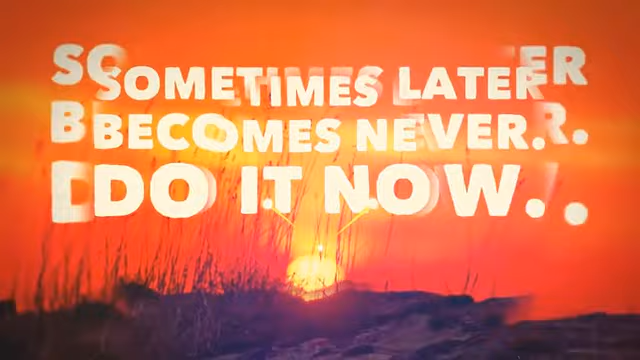 SOMETIMES LATER
BECOMES NEVER.
DO IT NOW.